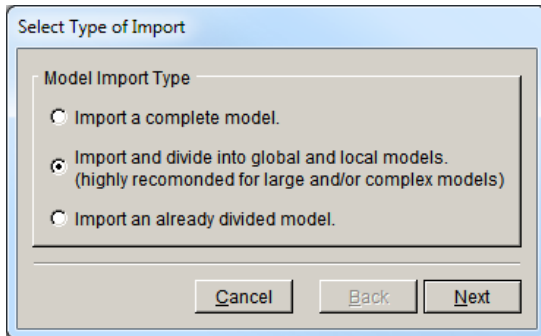 Select Type of Import
Model Import Type
Import a complete model.
Import and divide into global and local models.
(highly recomonded for large and/or complex models)
Import an already divided model.
Cancel Back Next